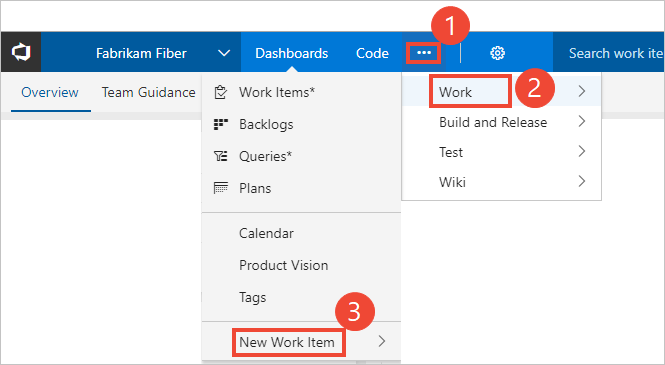 1
Fabrikam Fiber Dashboards Code ••• Search work ite
Overview Team Guidance
Work Items*
Backlogs
Queries*
Plans
Calendar
Product Vision
Tags
3
New Work Item
Work
2
Build and Release
Test
Wiki